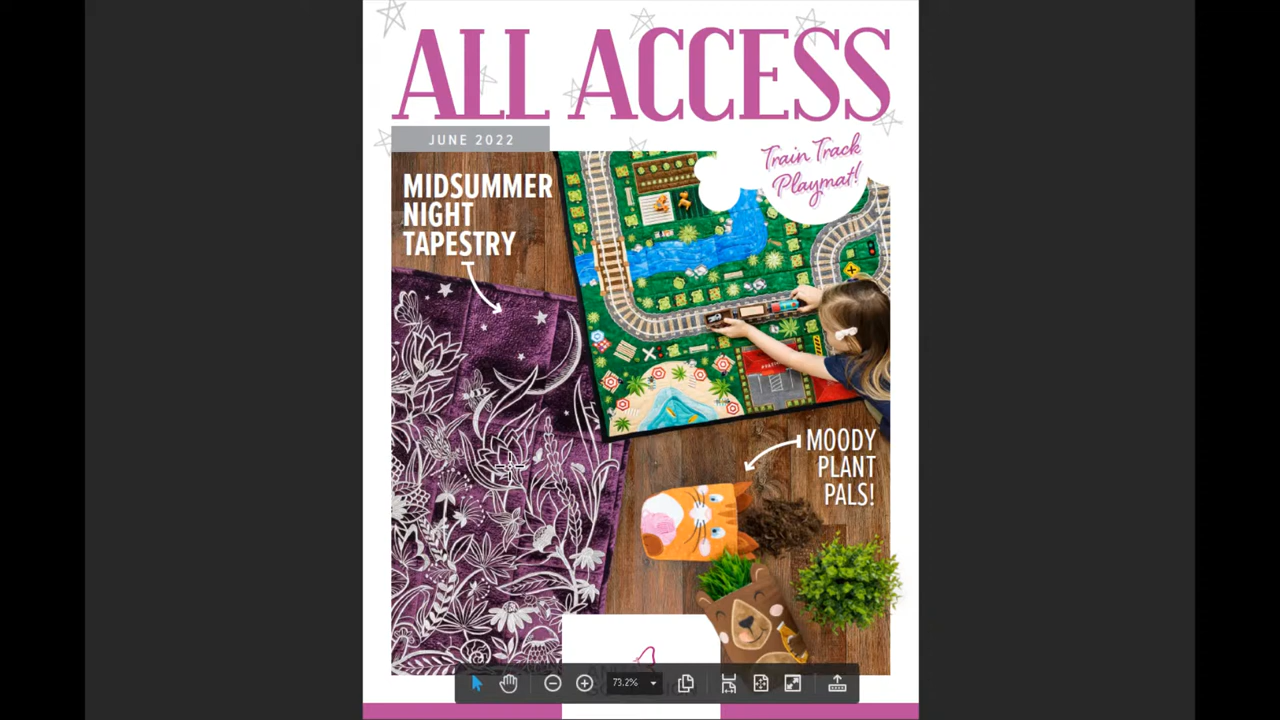 ALL ACCESS
JUNE 2022
Train Track
Playmat!
MIDSUMMER
NIGHT
TAPESTRY
MOODY
PLANT
PALS!
73.2%